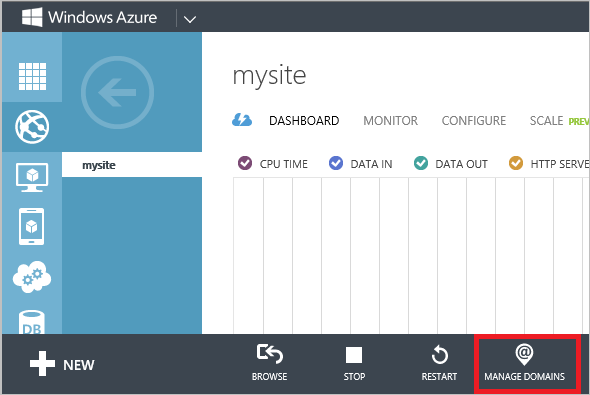 Windows Azure
mysite
DASHBOARD MONITOR CONFIGURE SCALE PREV
mysite
CPU TIME DATA IN DATA OUT HTTP SERVE
DB
NEW
BROWSE STOP RESTART @ MANAGE DOMAINS